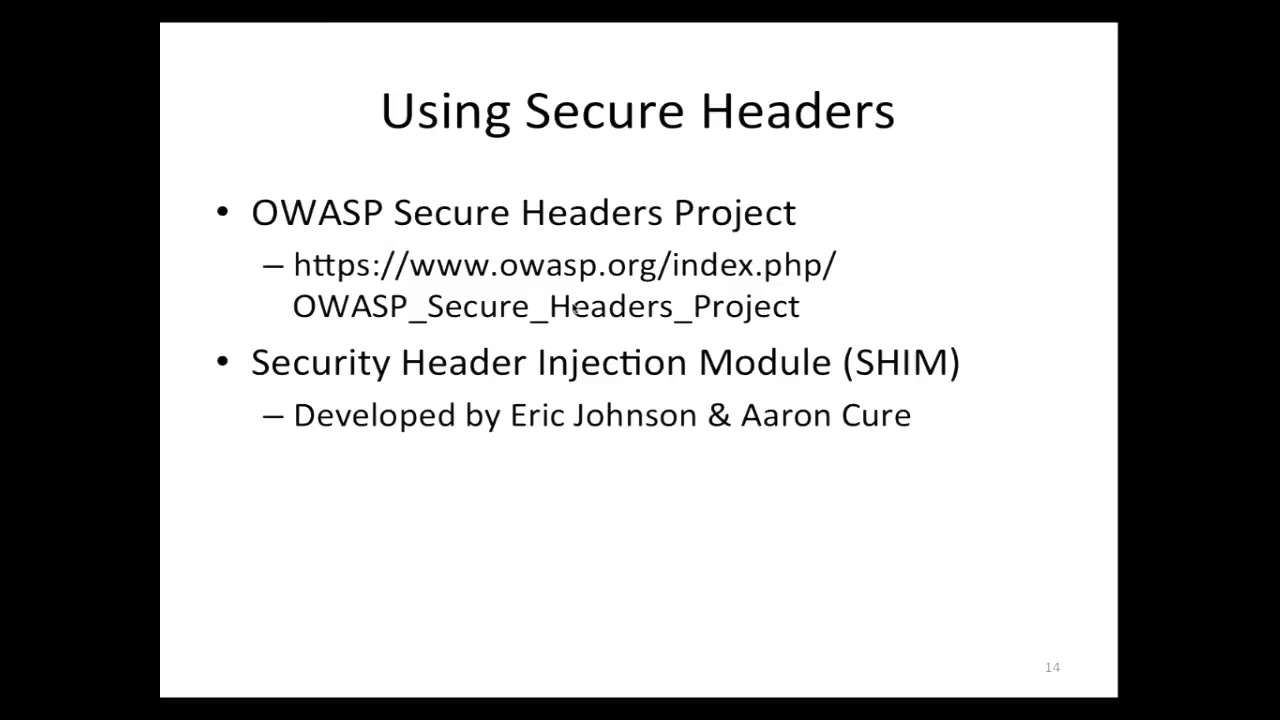 Using Secure Headers
• OWASP Secure Headers Project
– https://www.owasp.org/index.php/
OWASP_Secure_Headers_Project
• Security Header Injection Module (SHIM)
– Developed by Eric Johnson & Aaron Cure
14